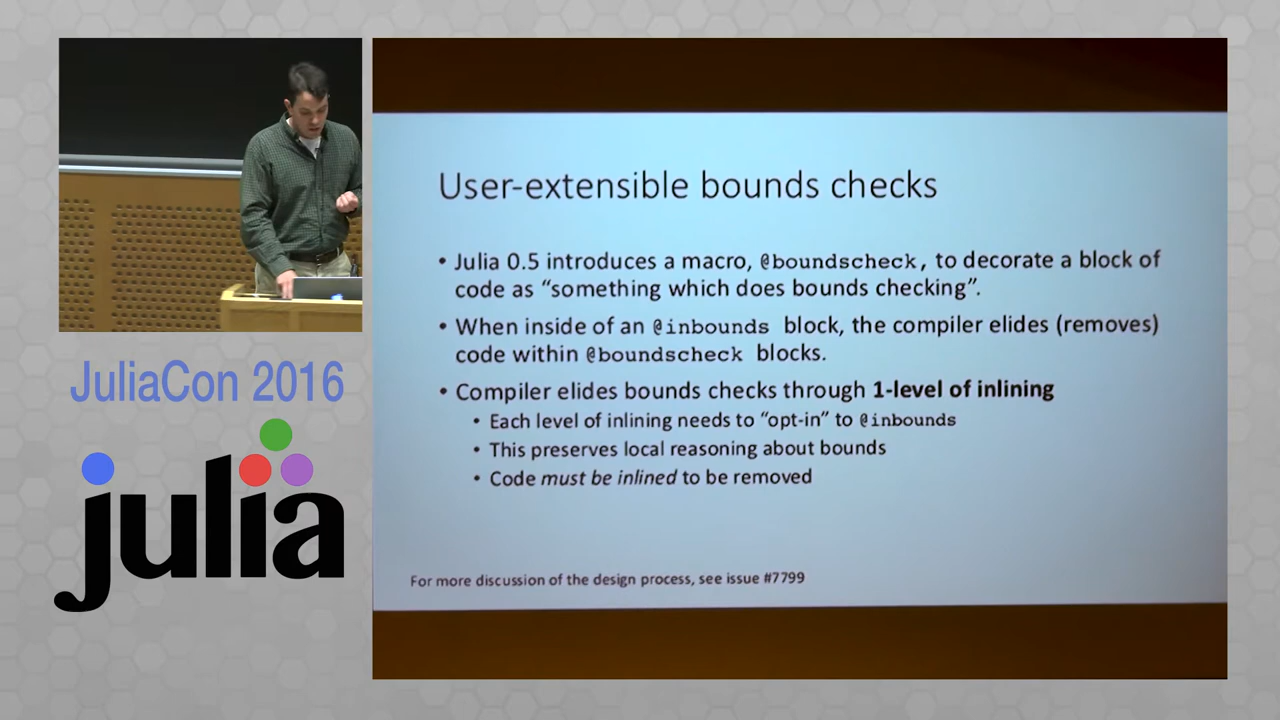 User-extensible bounds checks
• Julia 0.5 introduces a macro, @boundscheck, to decorate a block of
code as “something which does bounds checking”.
• When inside of an @inbounds block, the compiler elides (removes)
code within @boundscheck blocks.
• Compiler elides bounds checks through 1-level of inlining
• Each level of inlining needs to “opt-in” to @inbounds
• This preserves local reasoning about bounds
• Code must be inlined to be removed
For more discussion of the design process, see issue #7799
JuliaCon 2016
julia